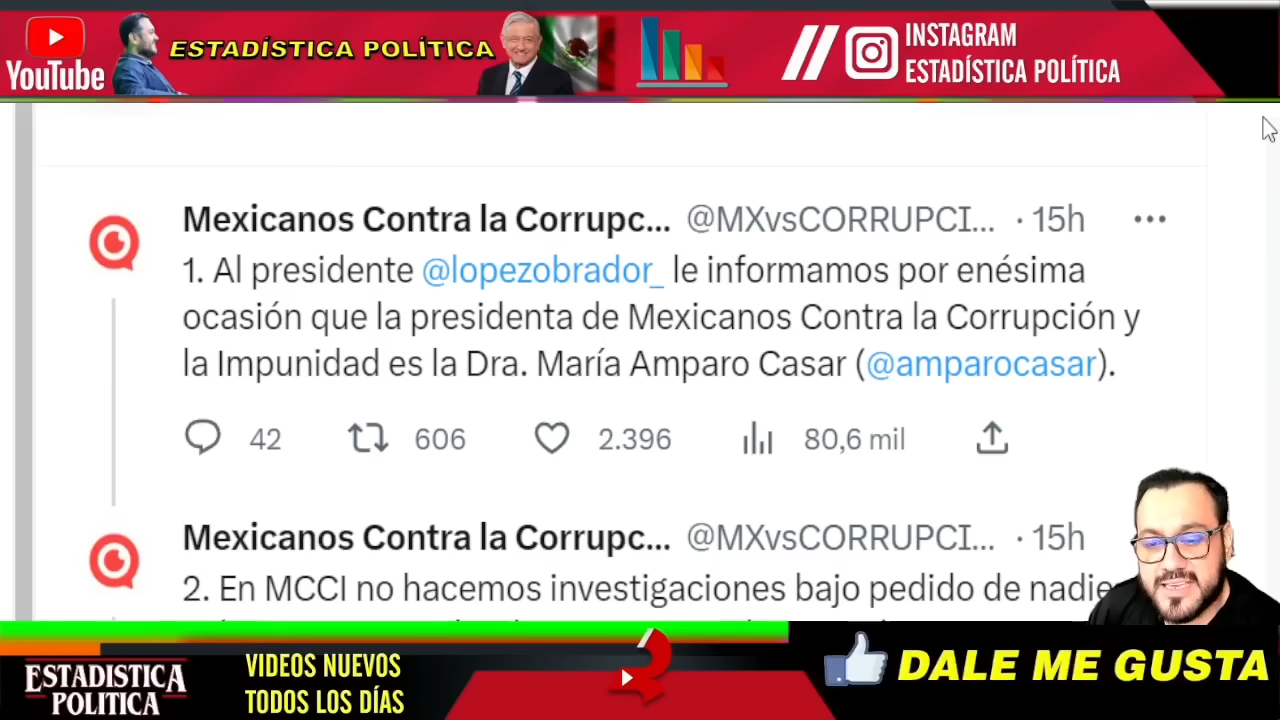 YouTube
ESTADÍSTICA POLÍTICA
INSTAGRAM
ESTADÍSTICA POLÍTICA
Mexicanos Contra la Corrupc... @MXvsCORRUPCI... · 15h
1. Al presidente @lopezobrador_ le informamos por enésima
ocasión que la presidenta de Mexicanos Contra la Corrupción y
la Impunidad es la Dra. María Amparo Casar (@amparocasar).
42 606 2.396 80,6 mil
Mexicanos Contra la Corrupc... @MXvsCORRUPCI... · 15h
2. En MCCI no hacemos investigaciones bajo pedido de nadie
ESTADISTICA
POLÍTICA
VIDEOS NUEVOS
TODOS LOS DÍAS
DALE ME GUSTA